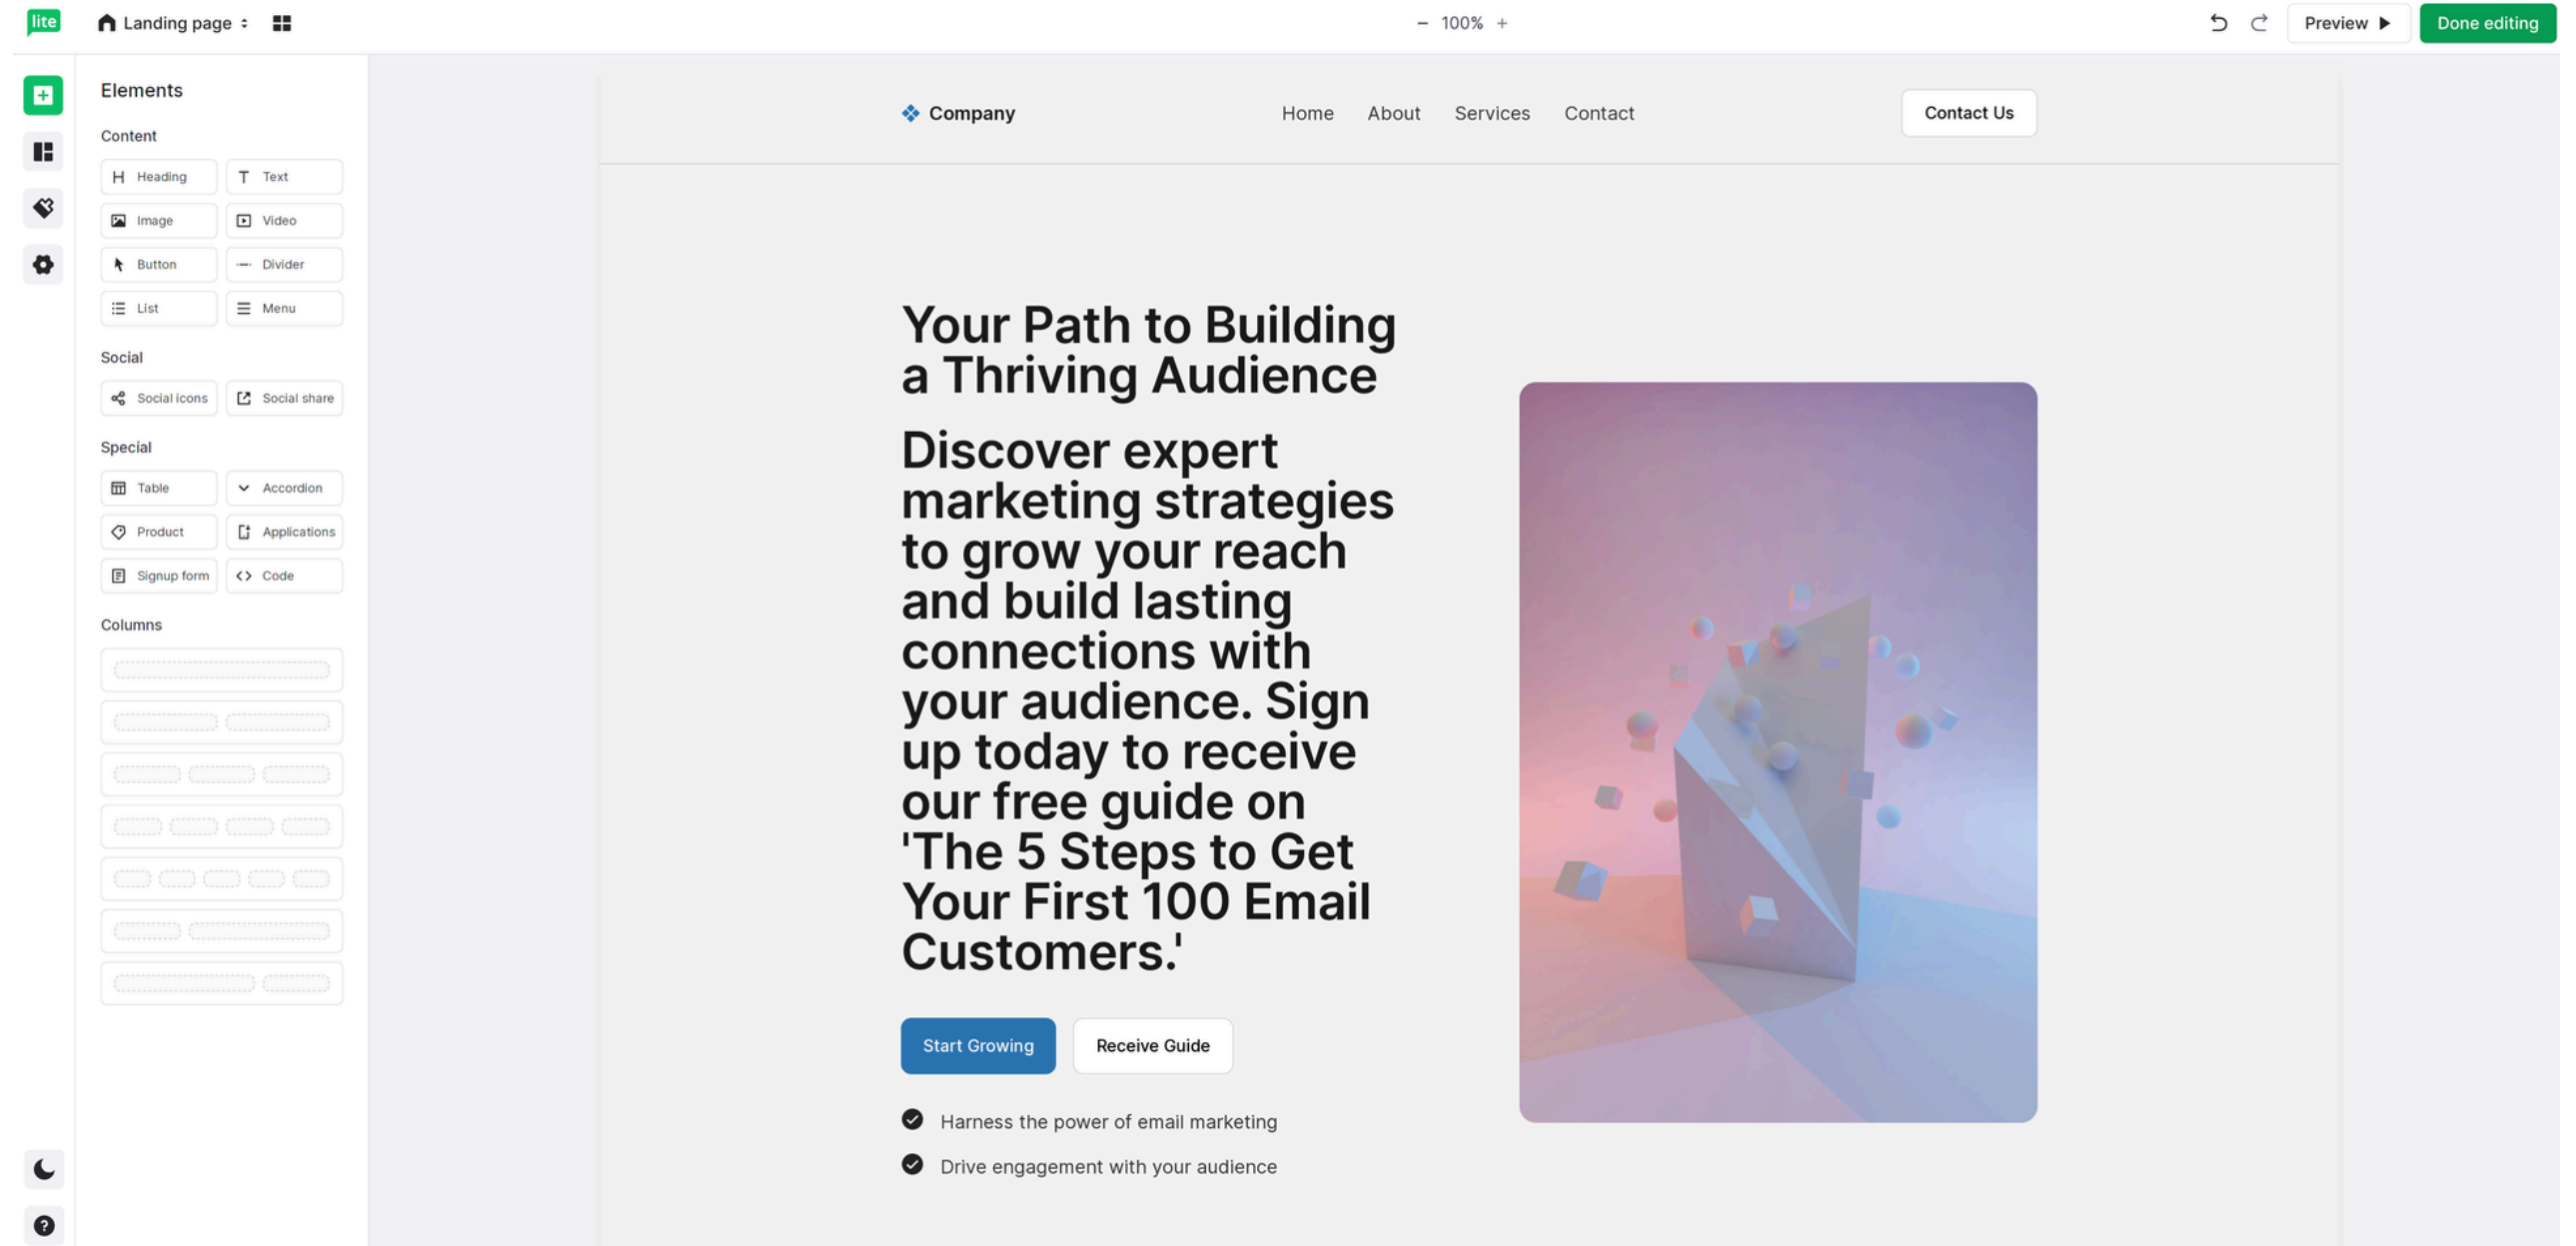 lite
Landing page
− 100% +
Preview
Done editing
Elements
Content
Heading
Text
Image
Video
Button
Divider
List
Menu
Social
Social icons
Social share
Special
Table
Accordion
Product
Applications
Signup form
Code
Columns
Company
Home
About
Services
Contact
Contact Us
Your Path to Building
a Thriving Audience
Discover expert
marketing strategies
to grow your reach
and build lasting
connections with
your audience. Sign
up today to receive
our free guide on
'The 5 Steps to Get
Your First 100 Email
Customers.'
Start Growing
Receive Guide
Harness the power of email marketing
Drive engagement with your audience